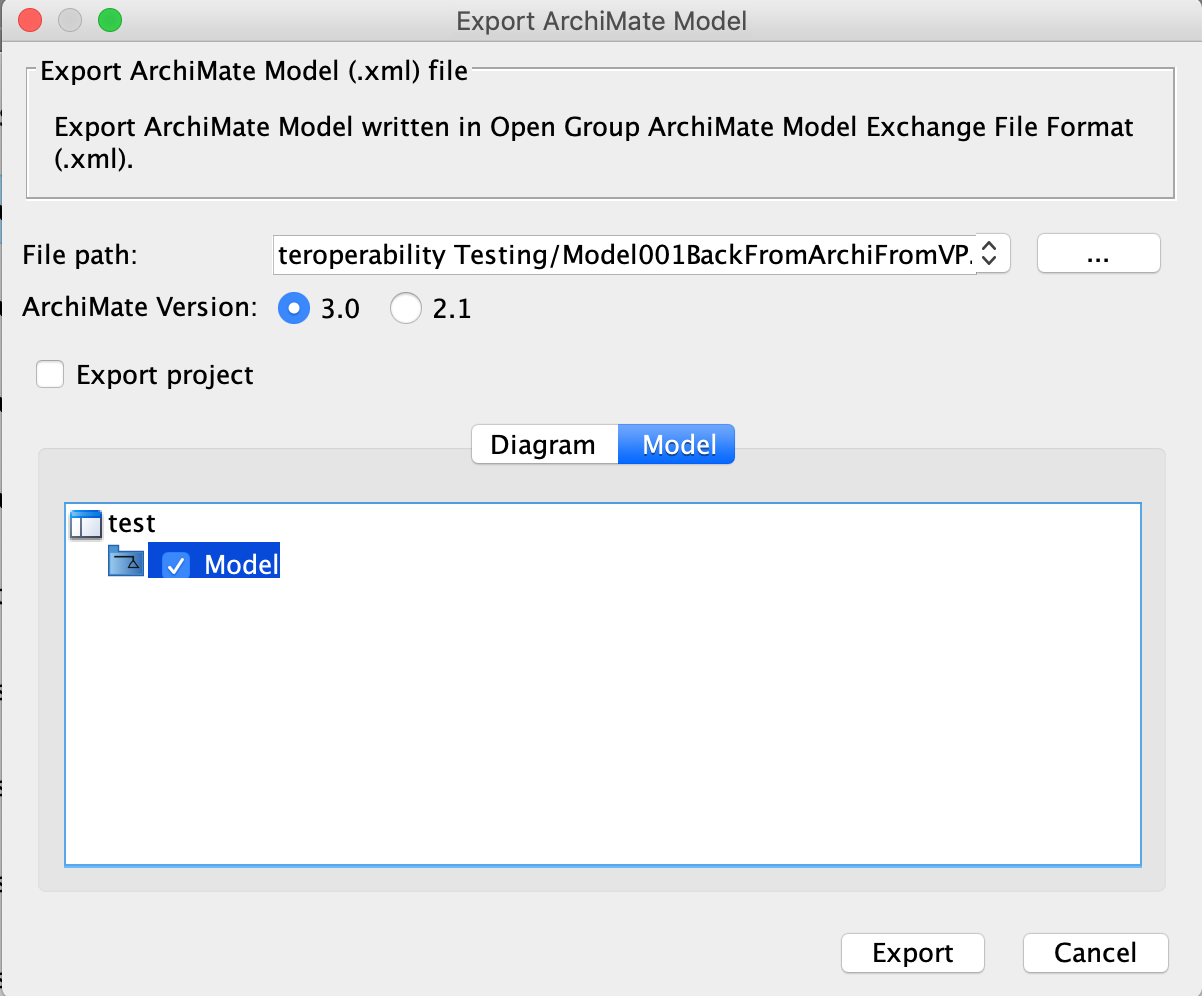 Export ArchiMate Model
Export ArchiMate Model (.xml) file
Export ArchiMate Model written in Open Group ArchiMate Model Exchange File Format
(.xml).
File path: teroperability Testing/Model001BackFromArchiFromVP. ...
ArchiMate Version: 3.0 2.1
Export project
Diagram Model
test
Model
Export Cancel